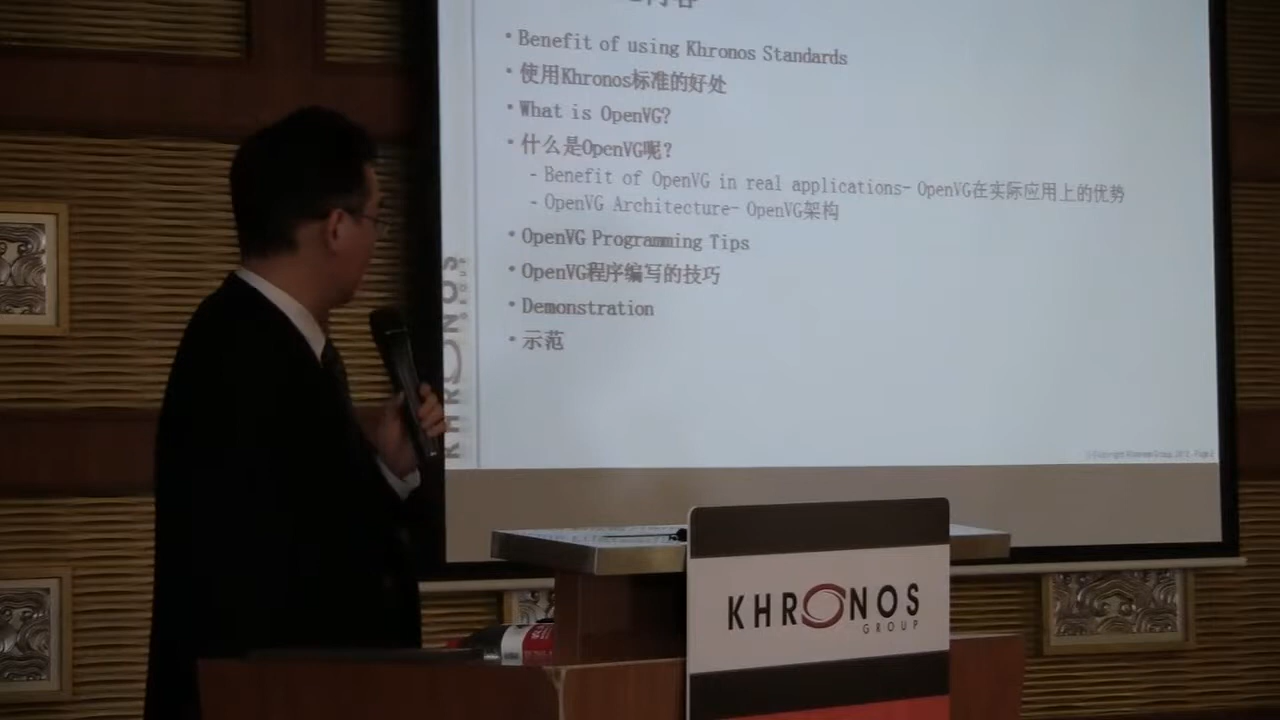 内容
• Benefit of using Khronos Standards
• 使用Khronos标准的好处
• What is OpenVG?
• 什么是OpenVG呢?
- Benefit of OpenVG in real applications- OpenVG在实际应用上的优势
- OpenVG Architecture- OpenVG架构
• OpenVG Programming Tips
• OpenVG程序编写的技巧
• Demonstration
• 示范
KHRONOS
GROUP
KHRONOS
GROUP